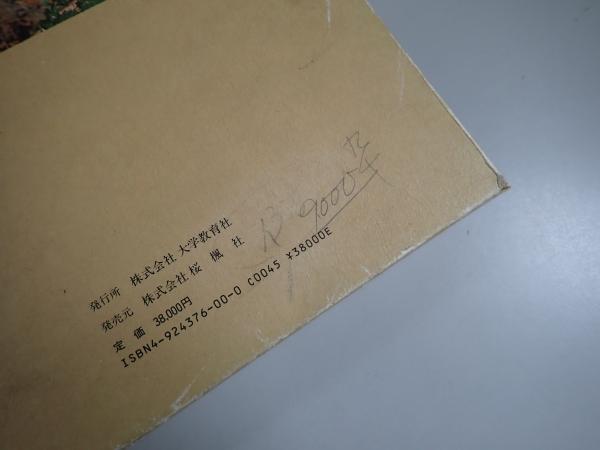 9000
発行所 株式会社 大学教育社
発売元 株式会社 桜楓社
定価 38,000円
ISBN4-924376-00-0 C0045 ¥38000E